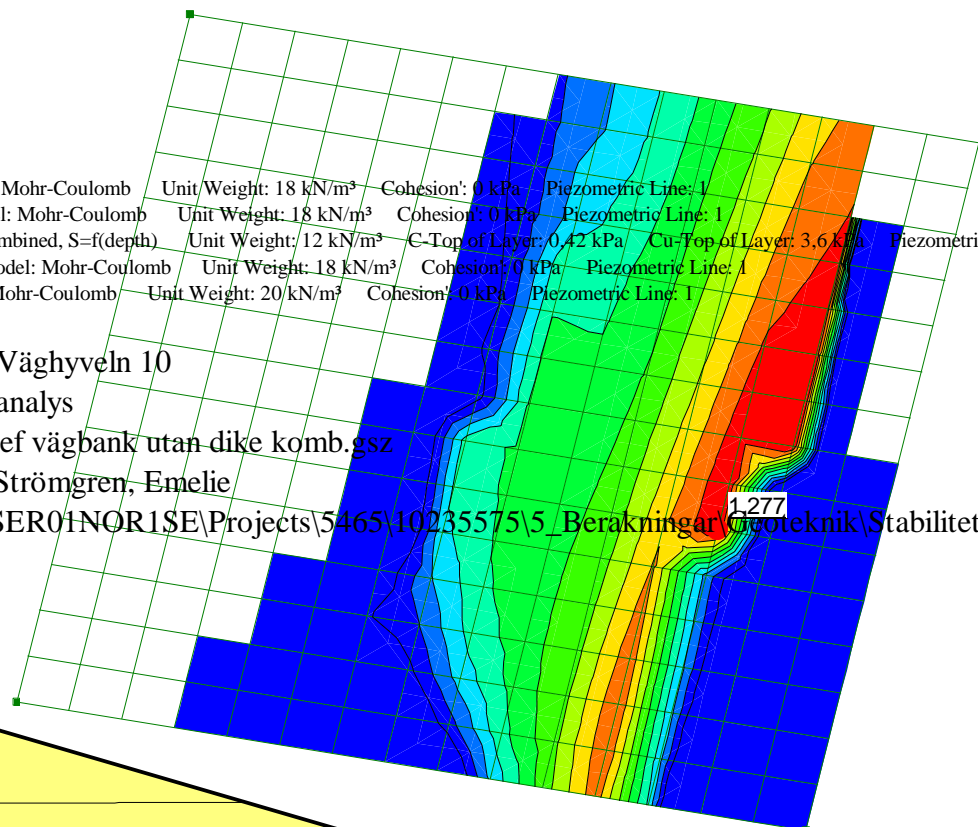 Mohr-Coulomb Unit Weight: 18 kN/m³ Cohesion': 0 kPa Piezometric Line: 1
l: Mohr-Coulomb Unit Weight: 18 kN/m³ Cohesion': 0 kPa Piezometric Line: 1
mbined, S=f(depth) Unit Weight: 12 kN/m³ C-Top of Layer: 0,42 kPa Cu-Top of Layer: 3,6 kPa Piezometri
odel: Mohr-Coulomb Unit Weight: 18 kN/m³ Cohesion': 0 kPa Piezometric Line: 1
Mohr-Coulomb Unit Weight: 20 kN/m³ Cohesion': 0 kPa Piezometric Line: 1
Väghyveln 10
analys
ef vägbank utan dike komb.gsz
Strömgren, Emelie
1,277
SER01NOR1SE\Projects\5465\10235575\5_Berakningar\Geoteknik\Stabilitet